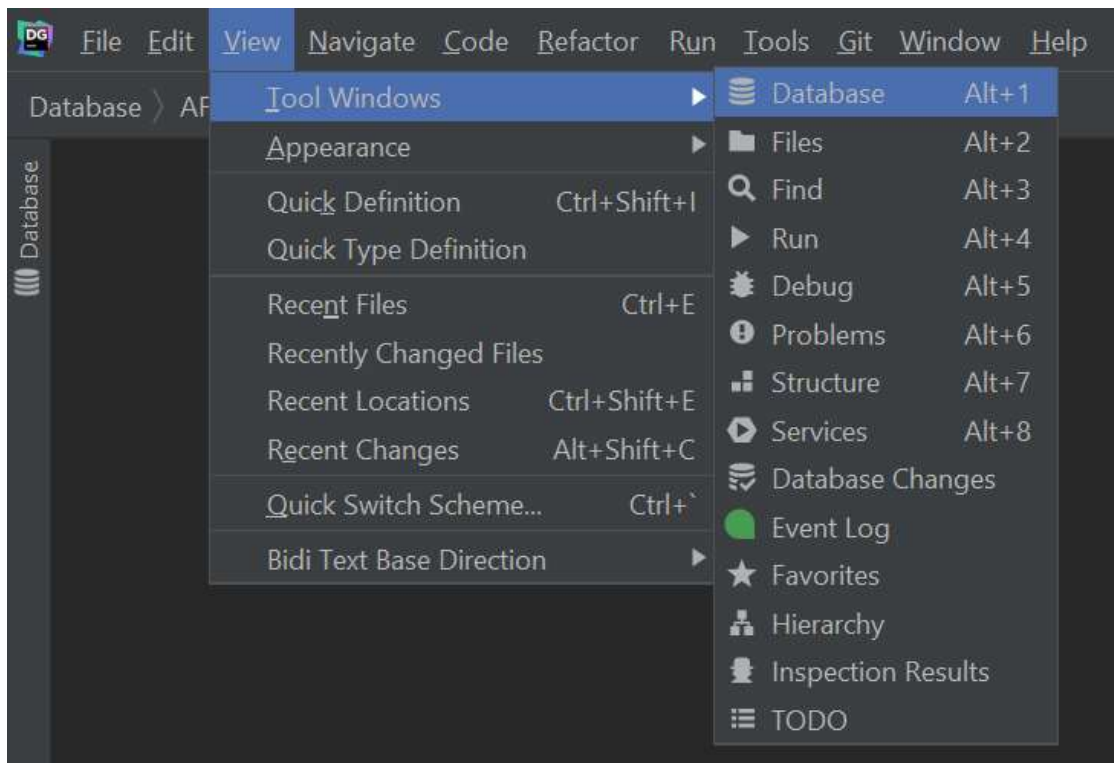 DG File Edit View Navigate Code Refactor Run Tools Git Window Help
Database 〉 AF
Database
Tool Windows
Appearance
Quick Definition Ctrl+Shift+I
Quick Type Definition
Recent Files Ctrl+E
Recently Changed Files
Recent Locations Ctrl+Shift+E
Recent Changes Alt+Shift+C
Quick Switch Scheme... Ctrl+`
Bidi Text Base Direction
Database Alt+1
Files Alt+2
Find Alt+3
Run Alt+4
Debug Alt+5
Problems Alt+6
Structure Alt+7
Services Alt+8
Database Changes
Event Log
Favorites
Hierarchy
Inspection Results
TODO